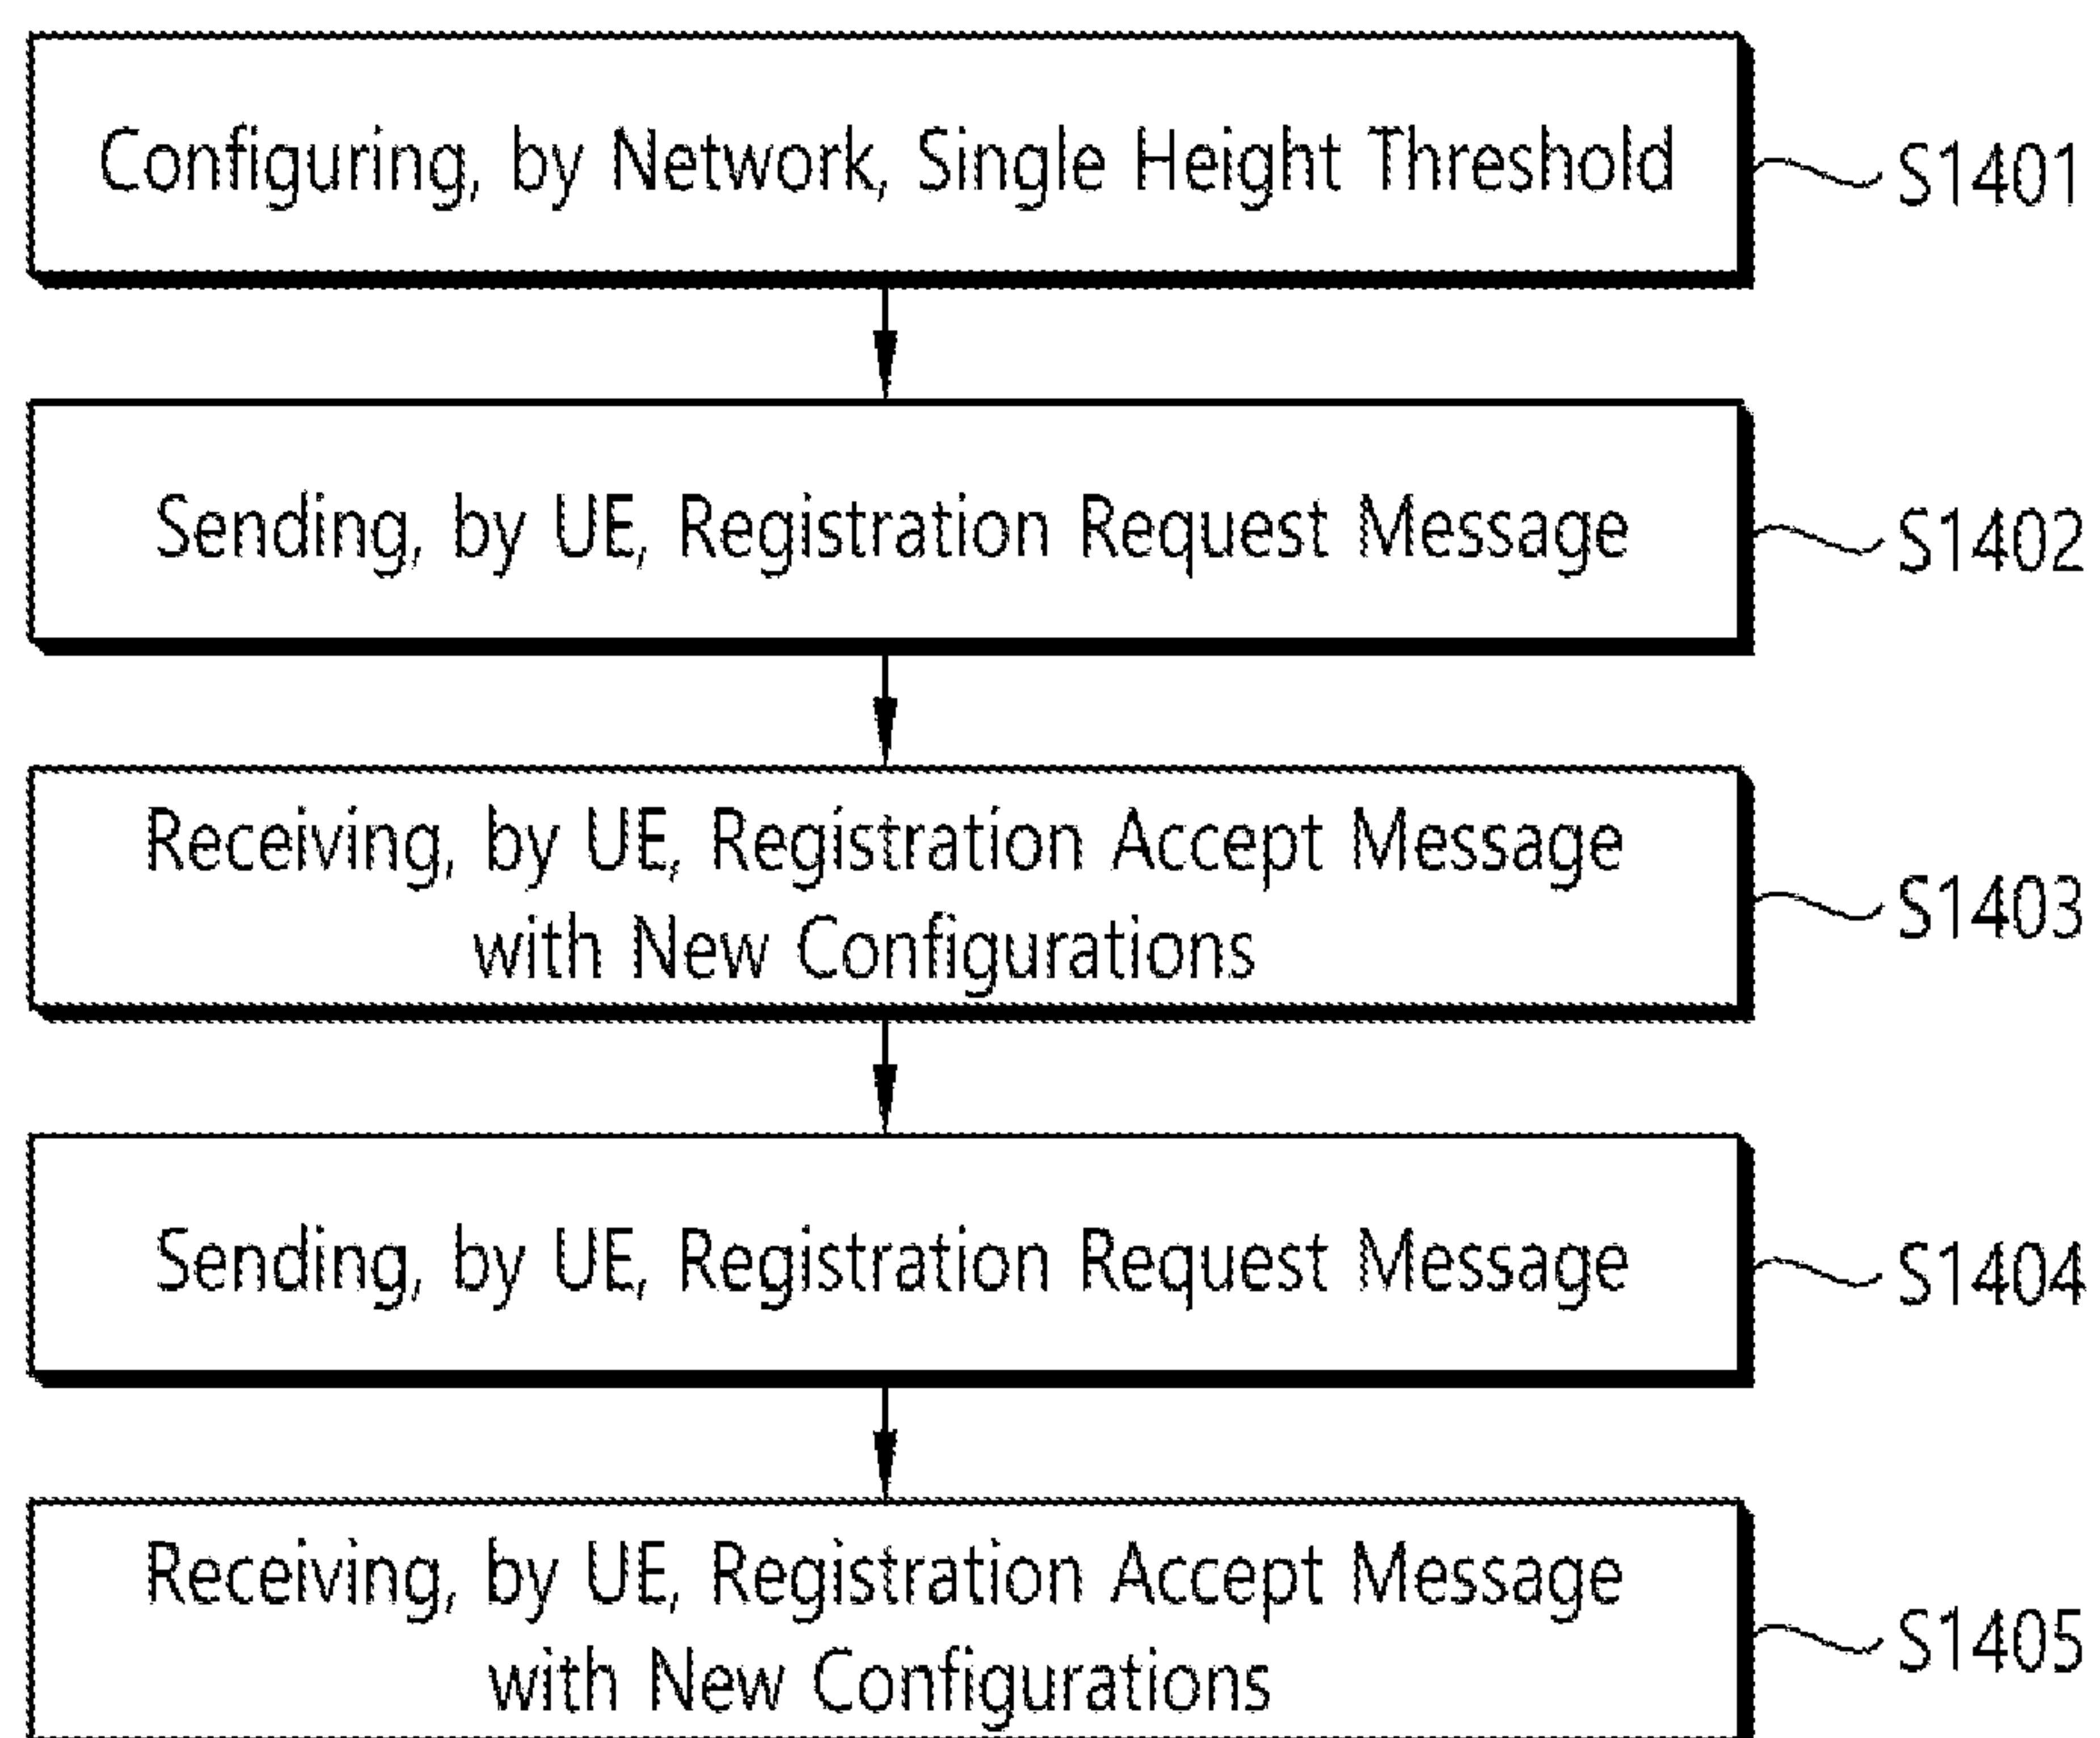 Configuring, by Network, Single Height Threshold
S1401
Sending, by UE, Registration Request Message
S1402
Receiving, by UE, Registration Accept Message
with New Configurations
S1403
Sending, by UE, Registration Request Message
S1404
Receiving, by UE, Registration Accept Message
with New Configurations
S1405